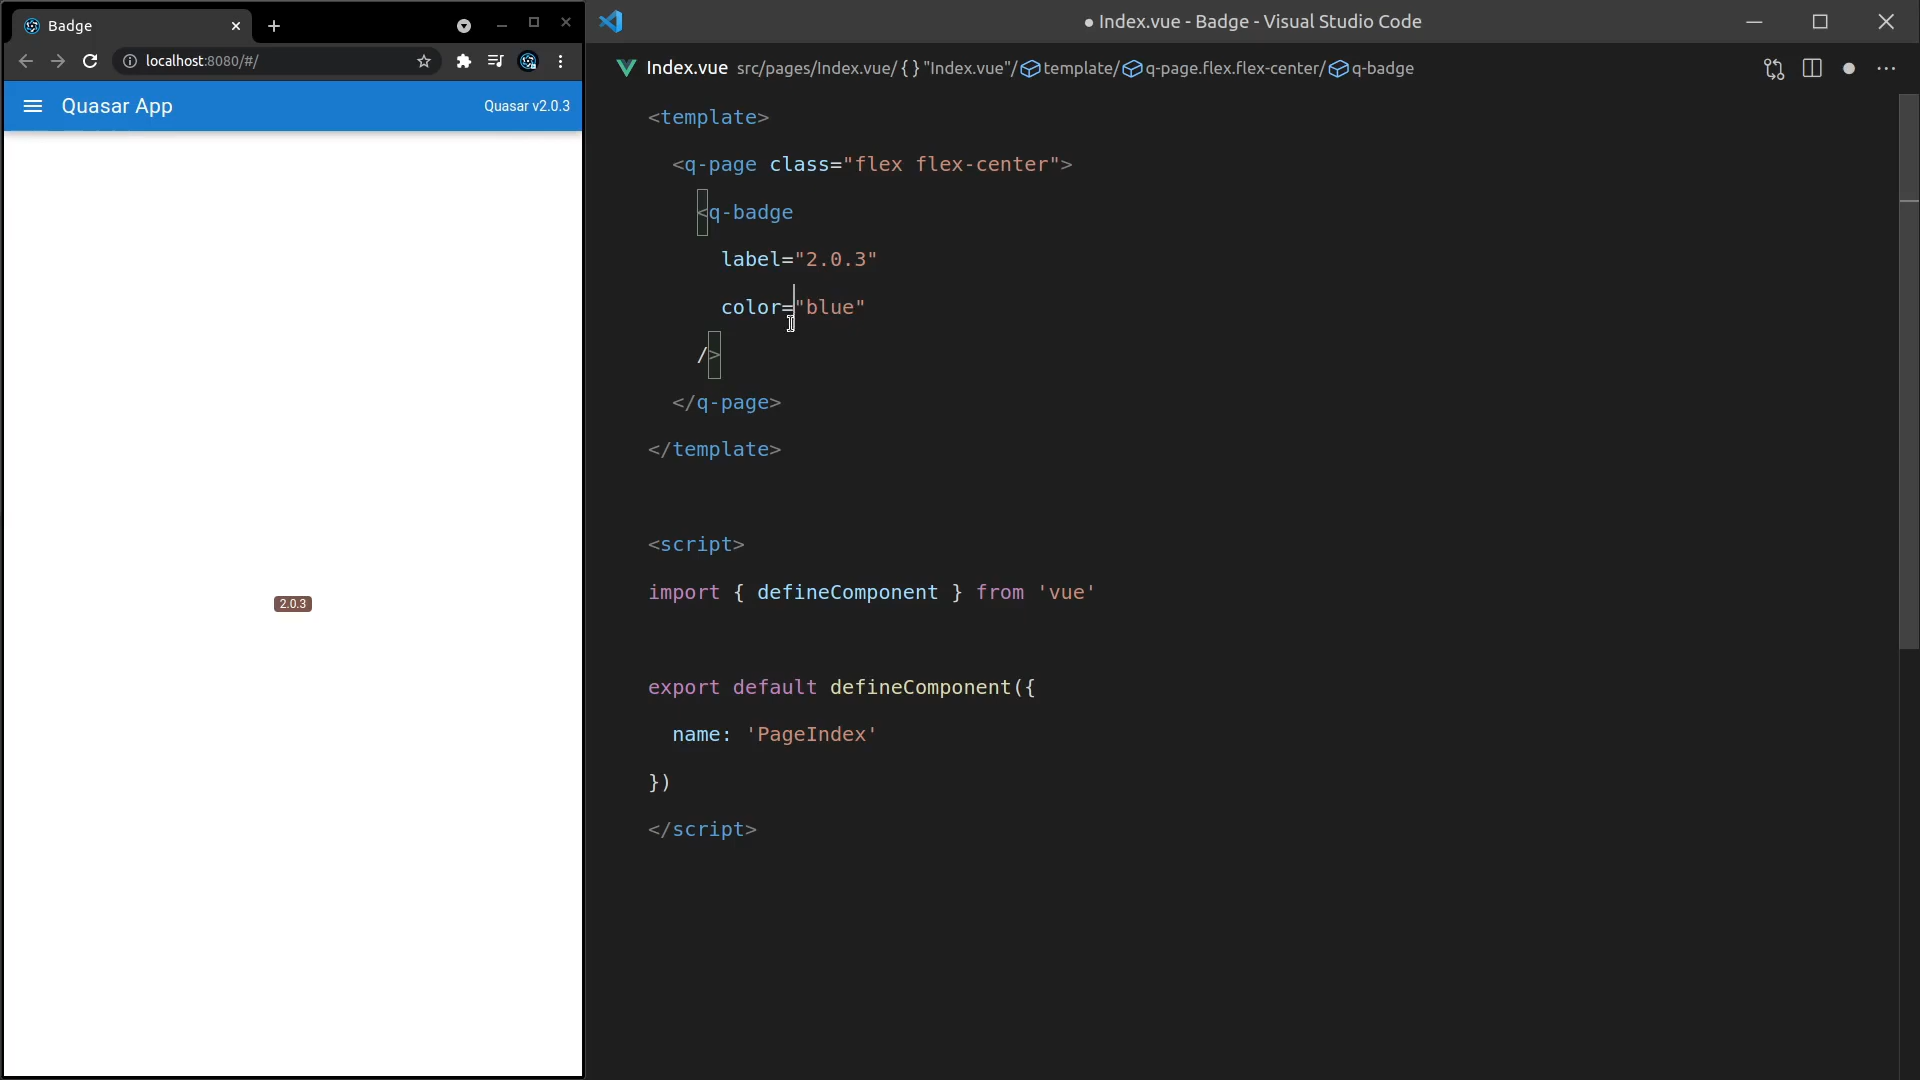 Badge
localhost:8080/#/
Quasar App
Quasar v2.0.3
2.0.3
● Index.vue - Badge - Visual Studio Code
Index.vue src/pages/Index.vue/{ }"Index.vue"/template/q-page.flex.flex-center/q-badge
<template>
<q-page class="flex flex-center">
<q-badge
label="2.0.3"
color="blue"
/>
</q-page>
</template>
<script>
import { defineComponent } from 'vue'
export default defineComponent({
name: 'PageIndex'
})
</script>